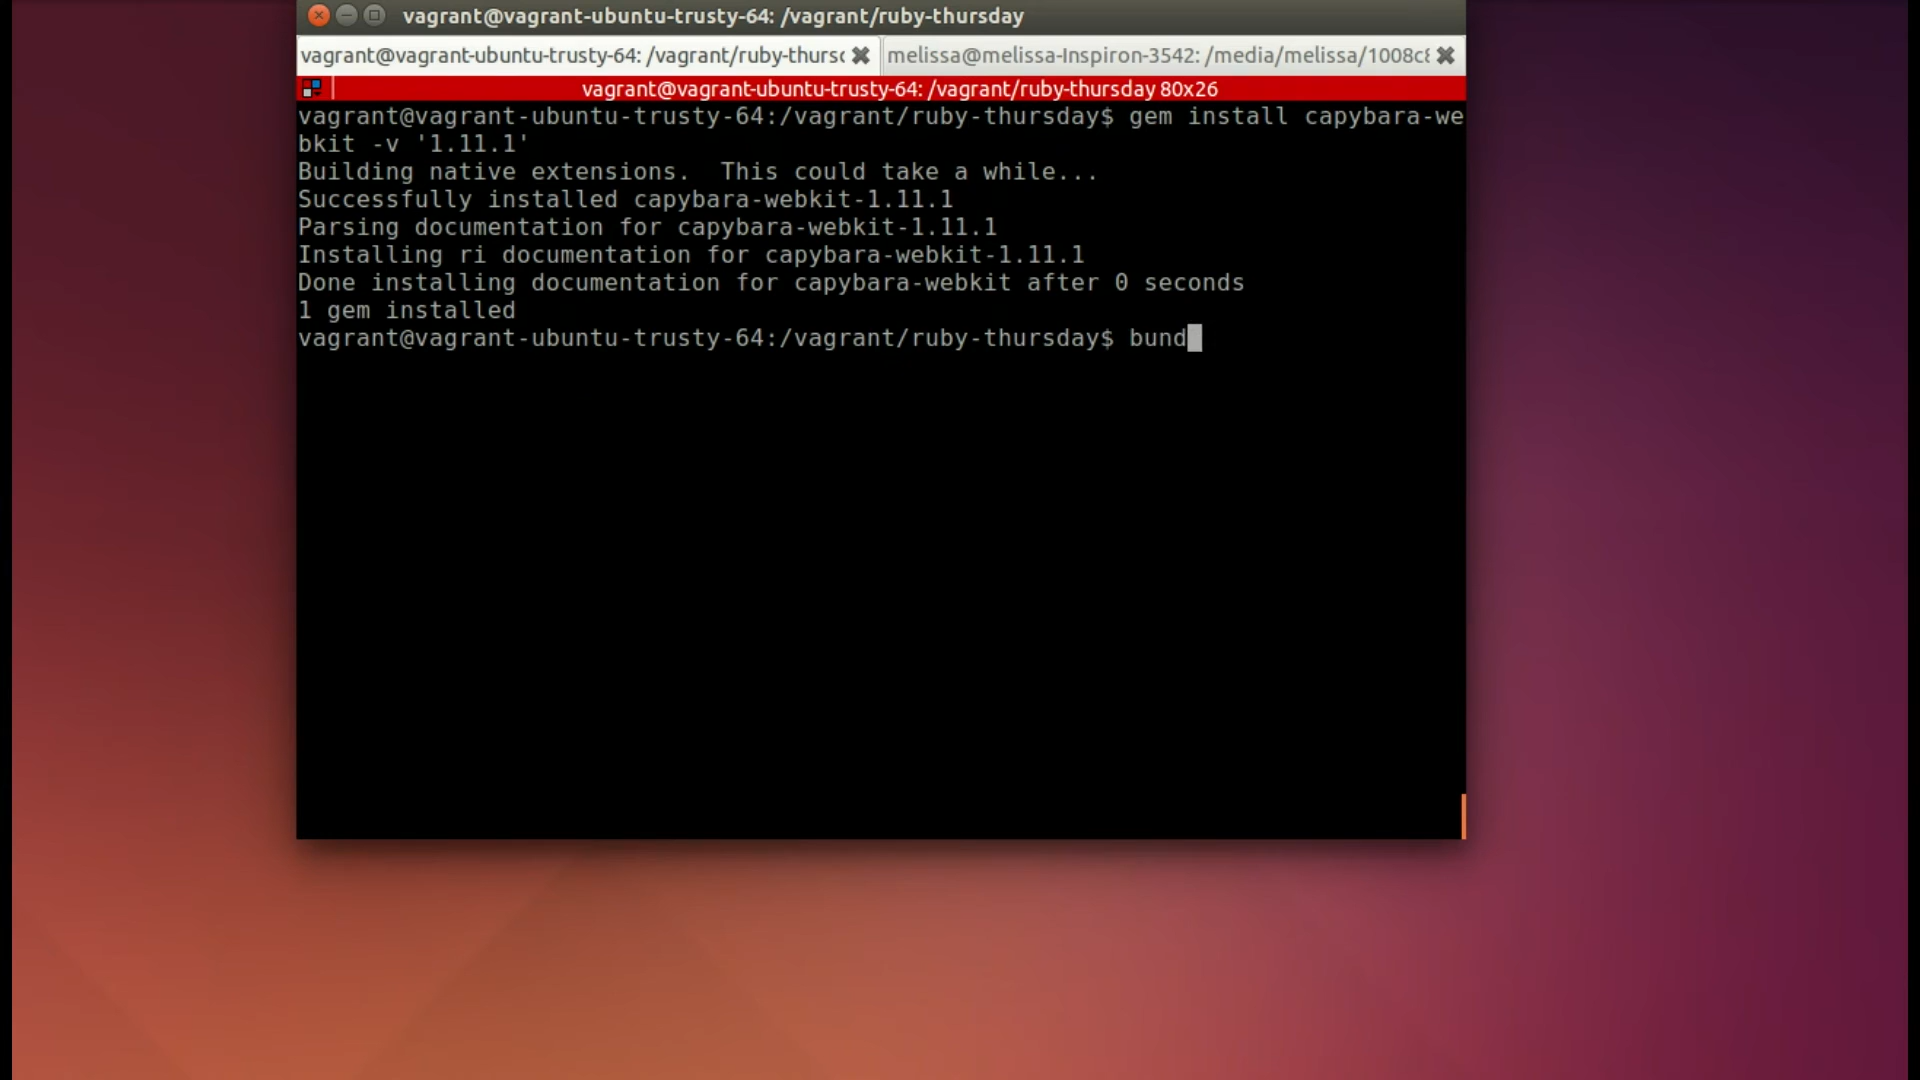 vagrant@vagrant-ubuntu-trusty-64: /vagrant/ruby-thursday
vagrant@vagrant-ubuntu-trusty-64: /vagrant/ruby-thursd
melissa@melissa-Inspiron-3542: /media/melissa/1008c8
vagrant@vagrant-ubuntu-trusty-64: /vagrant/ruby-thursday 80x26
vagrant@vagrant-ubuntu-trusty-64:/vagrant/ruby-thursday$ gem install capybara-we
bkit -v '1.11.1'
Building native extensions.  This could take a while...
Successfully installed capybara-webkit-1.11.1
Parsing documentation for capybara-webkit-1.11.1
Installing ri documentation for capybara-webkit-1.11.1
Done installing documentation for capybara-webkit after 0 seconds
1 gem installed
vagrant@vagrant-ubuntu-trusty-64:/vagrant/ruby-thursday$ bund